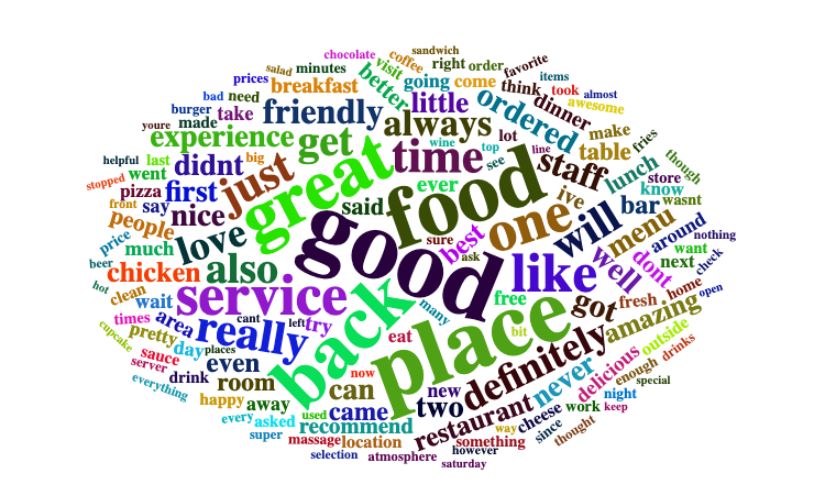 sandwich
chocolate
coffee
favorite
salad
minutes
visit
right
order
items
prices
breakfast
better
going
come
think
took
almost
bad
need
little
ordered
dinner
awesome
burger
take
friendly
always
make
fries
youre
made
experience
get
great
time
lot
wine
top
line
table
though
helpful
last
big
didnt
just
food
see
staff
lunch
store
stopped
went
ever
ive
know
wasnt
pizza
first
said
good
one
will
bar
front
say
nice
sure
best
menu
around
nothing
people
love
ask
well
want
price
much
also
like
dont
next
check
beer
chicken
service
back
many
free
got
fresh
home
open
hot
clean
wait
place
bit
amazing
times
area
really
cant
left
try
definitely
outside
cupcake
pretty
day
places
eat
delicious
drinks
sauce
even
now
never
enough
server
drink
room
can
new
special
everything
happy
away
came
two
restaurant
cheese
work
night
keep
every
asked
used
recommend
way
since
thought
super
massage
location
something
however
selection
atmosphere
saturday